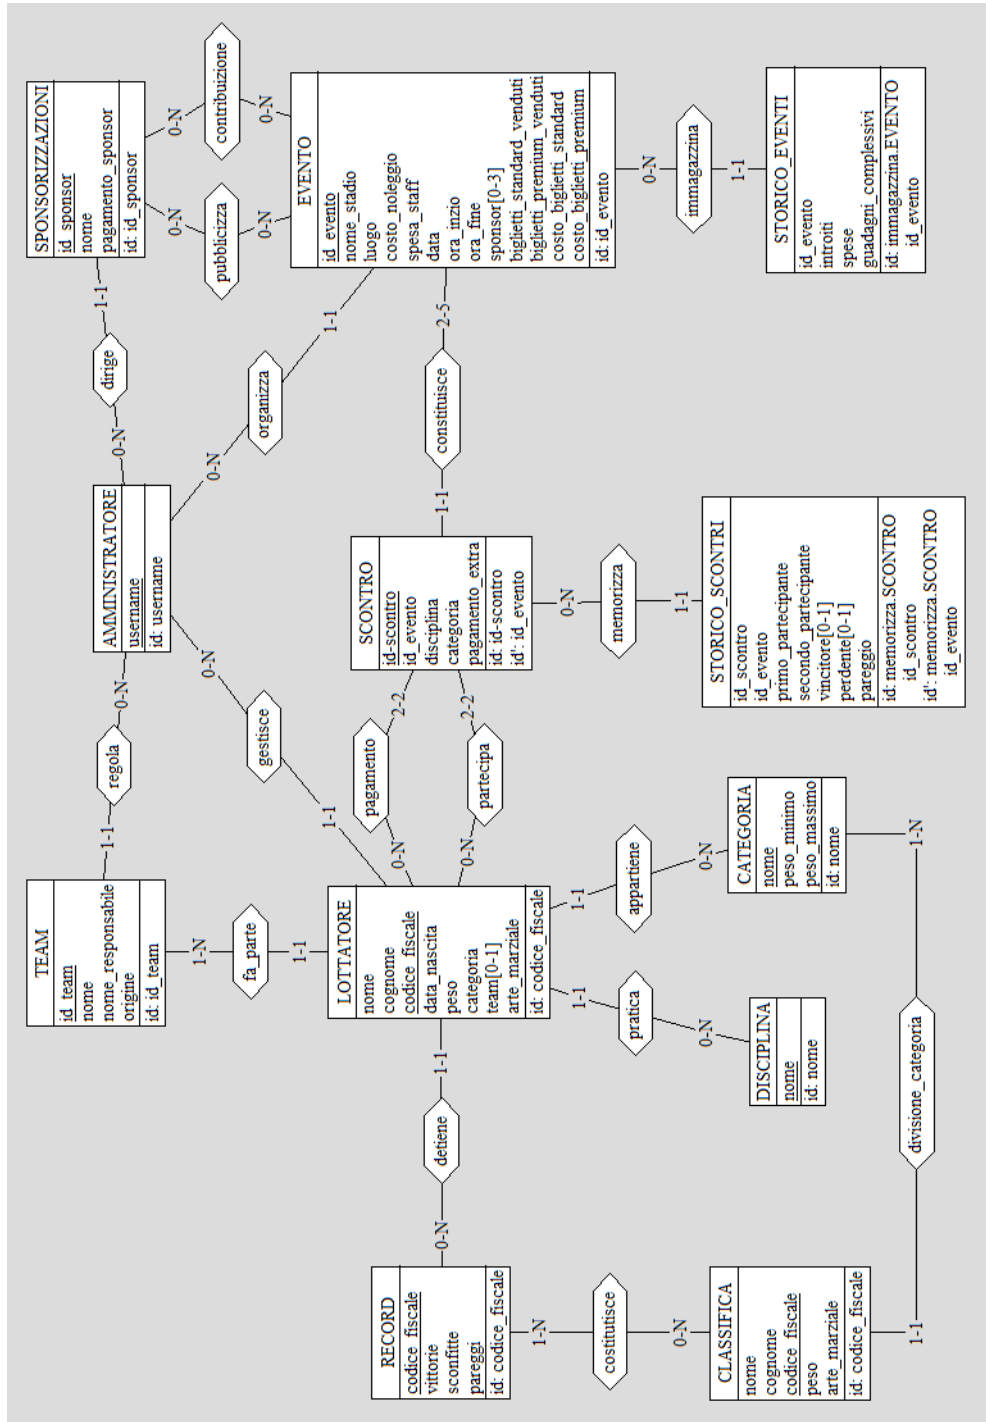 TEAM
id_team
nome
nome_responsabile
origine
id: id_team
1-1
regola
0-N
AMMINISTRATORE
username
id: username
0-N
dirige
1-1
SPONSORIZZAZIONI
id_sponsor
nome
pagamento_sponsor
id: id_sponsor
1-N
fa_parte
1-1
0-N
gestisce
1-1
0-N
organizza
1-1
0-N
pubblicizza
0-N
0-N
contribuizione
0-N
RECORD
codice_fiscale
vittorie
sconfitte
pareggi
id: codice_fiscale
0-N
detiene
1-1
LOTTATORE
nome
cognome
codice_fiscale
data_nascita
peso
categoria
team[0-1]
arte_marziale
id: codice_fiscale
0-N
pagamento
2-2
0-N
partecipa
2-2
SCONTRO
id-scontro
id_evento
disciplina
categoria
pagamento_extra
id: id-scontro
id': id_evento
1-1
constituisce
2-5
EVENTO
id_evento
nome_stadio
luogo
costo_noleggio
spesa_staff
data
ora_inzio
ora_fine
sponsor[0-3]
biglietti_standard_venduti
biglietti_premium_venduti
costo_biglietti_standard
costo_biglietti_premium
id: id_evento
1-N
costitutisce
0-N
1-1
pratica
0-N
1-1
appartiene
0-N
0-N
memorizza
1-1
0-N
immagazzina
1-1
CLASSIFICA
nome
cognome
codice_fiscale
peso
arte_marziale
id: codice_fiscale
DISCIPLINA
nome
id: nome
CATEGORIA
nome
peso_minimo
peso_massimo
id: nome
STORICO_SCONTRI
id_scontro
id_evento
primo_partecipante
secondo_partecipante
vincitore[0-1]
perdente[0-1]
pareggio
id: memorizza.SCONTRO
id_scontro
id': memorizza.SCONTRO
id_evento
STORICO_EVENTI
id_evento
introiti
spese
guadagni_complessivi
id: immagazzina.EVENTO
id_evento
1-1
divisione_categoria
1-N